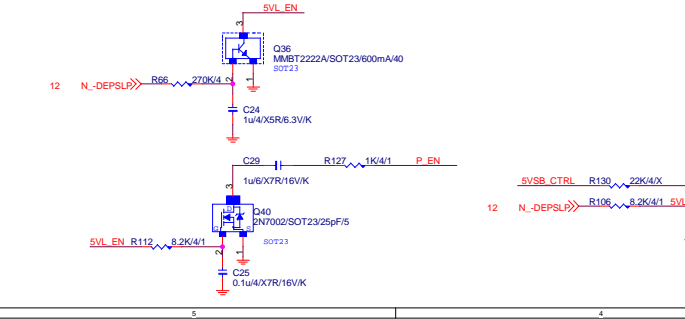 5VL_EN
3
Q36
MMBT2222A/SOT23/600mA/40
SOT23
12 N_-DEPSLP R66 270K/4 2 1
C24
1u/4/X5R/6.3V/K
C29 R127 1K/4/1 P_EN
1u/6/X7R/16V/K
3
5VSB_CTRL R130 22K/4/X
D
Q40
12 N_-DEPSLP R106 8.2K/4/1 5VL
2N7002/SOT23/25pF/5
G S
5VL_EN R112 8.2K/4/1 SOT23
2 1
C25
0.1u/4/X7R/16V/K
5 4